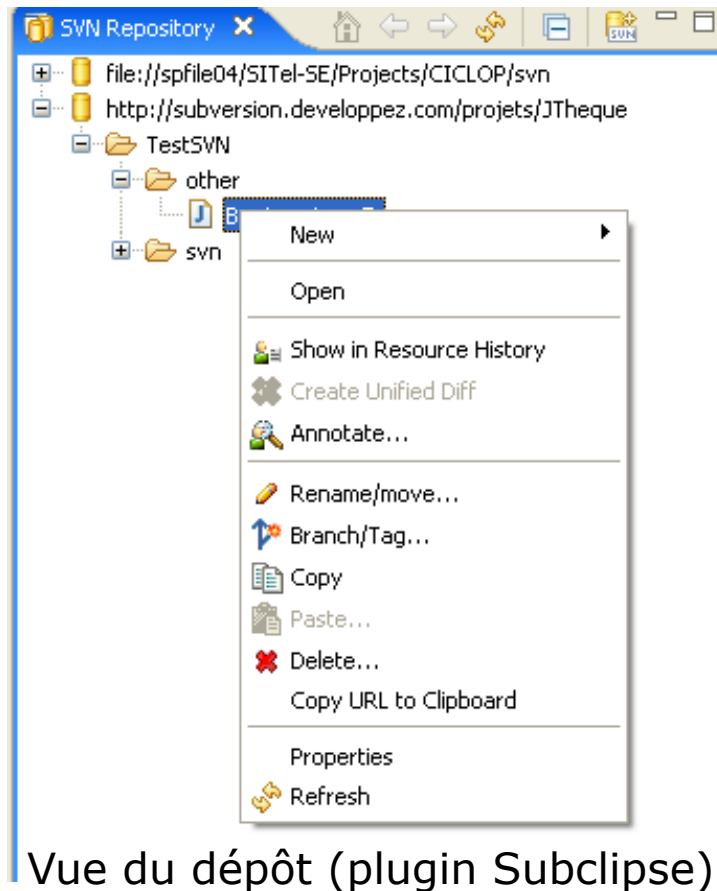 SVN Repository
file://spfile04/SITel-SE/Projects/CICLOP/svn
http://subversion.developpez.com/projets/JTheque
TestSVN
other
svn
New
Open
Show in Resource History
Create Unified Diff
Annotate...
Rename/move...
Branch/Tag...
Copy
Paste...
Delete...
Copy URL to Clipboard
Properties
Refresh
Vue du dépôt (plugin Subclipse)